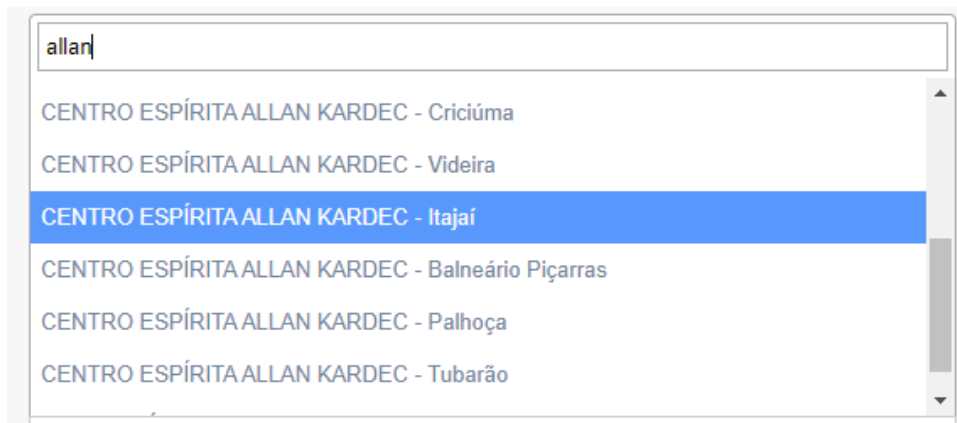 allan
CENTRO ESPÍRITA ALLAN KARDEC - Criciúma
CENTRO ESPÍRITA ALLAN KARDEC - Videira
CENTRO ESPÍRITA ALLAN KARDEC - Itajaí
CENTRO ESPÍRITA ALLAN KARDEC - Balneário Piçarras
CENTRO ESPÍRITA ALLAN KARDEC - Palhoça
CENTRO ESPÍRITA ALLAN KARDEC - Tubarão